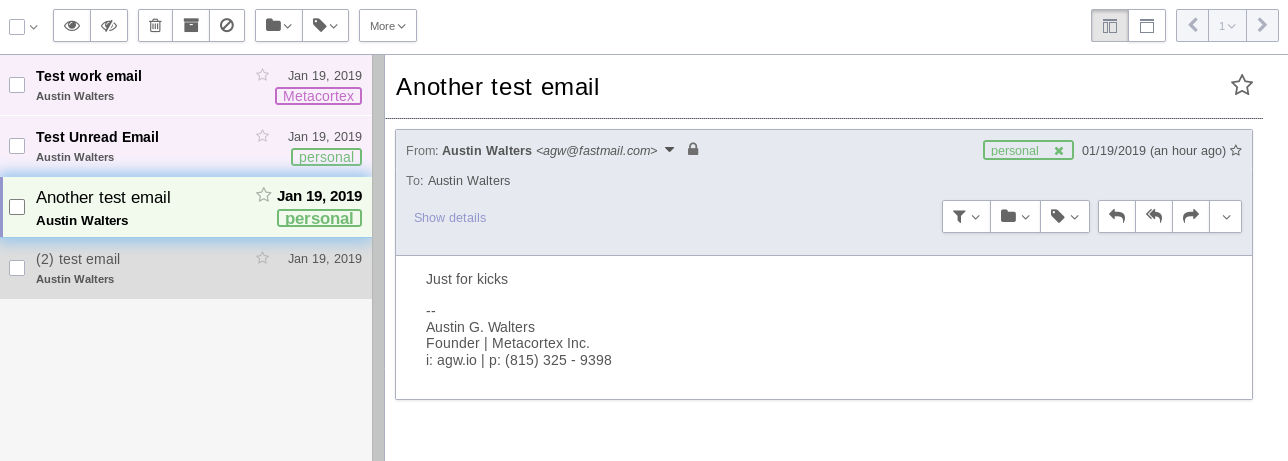 More
1
Test work email
Jan 19, 2019
Austin Walters
Metacortex
Test Unread Email
Jan 19, 2019
Austin Walters
personal
Another test email
Jan 19, 2019
Austin Walters
personal
(2) test email
Jan 19, 2019
Austin Walters
Another test email
From: Austin Walters <agw@fastmail.com>
personal
01/19/2019 (an hour ago)
To: Austin Walters
Show details
Just for kicks
--
Austin G. Walters
Founder | Metacortex Inc.
i: agw.io | p: (815) 325 - 9398